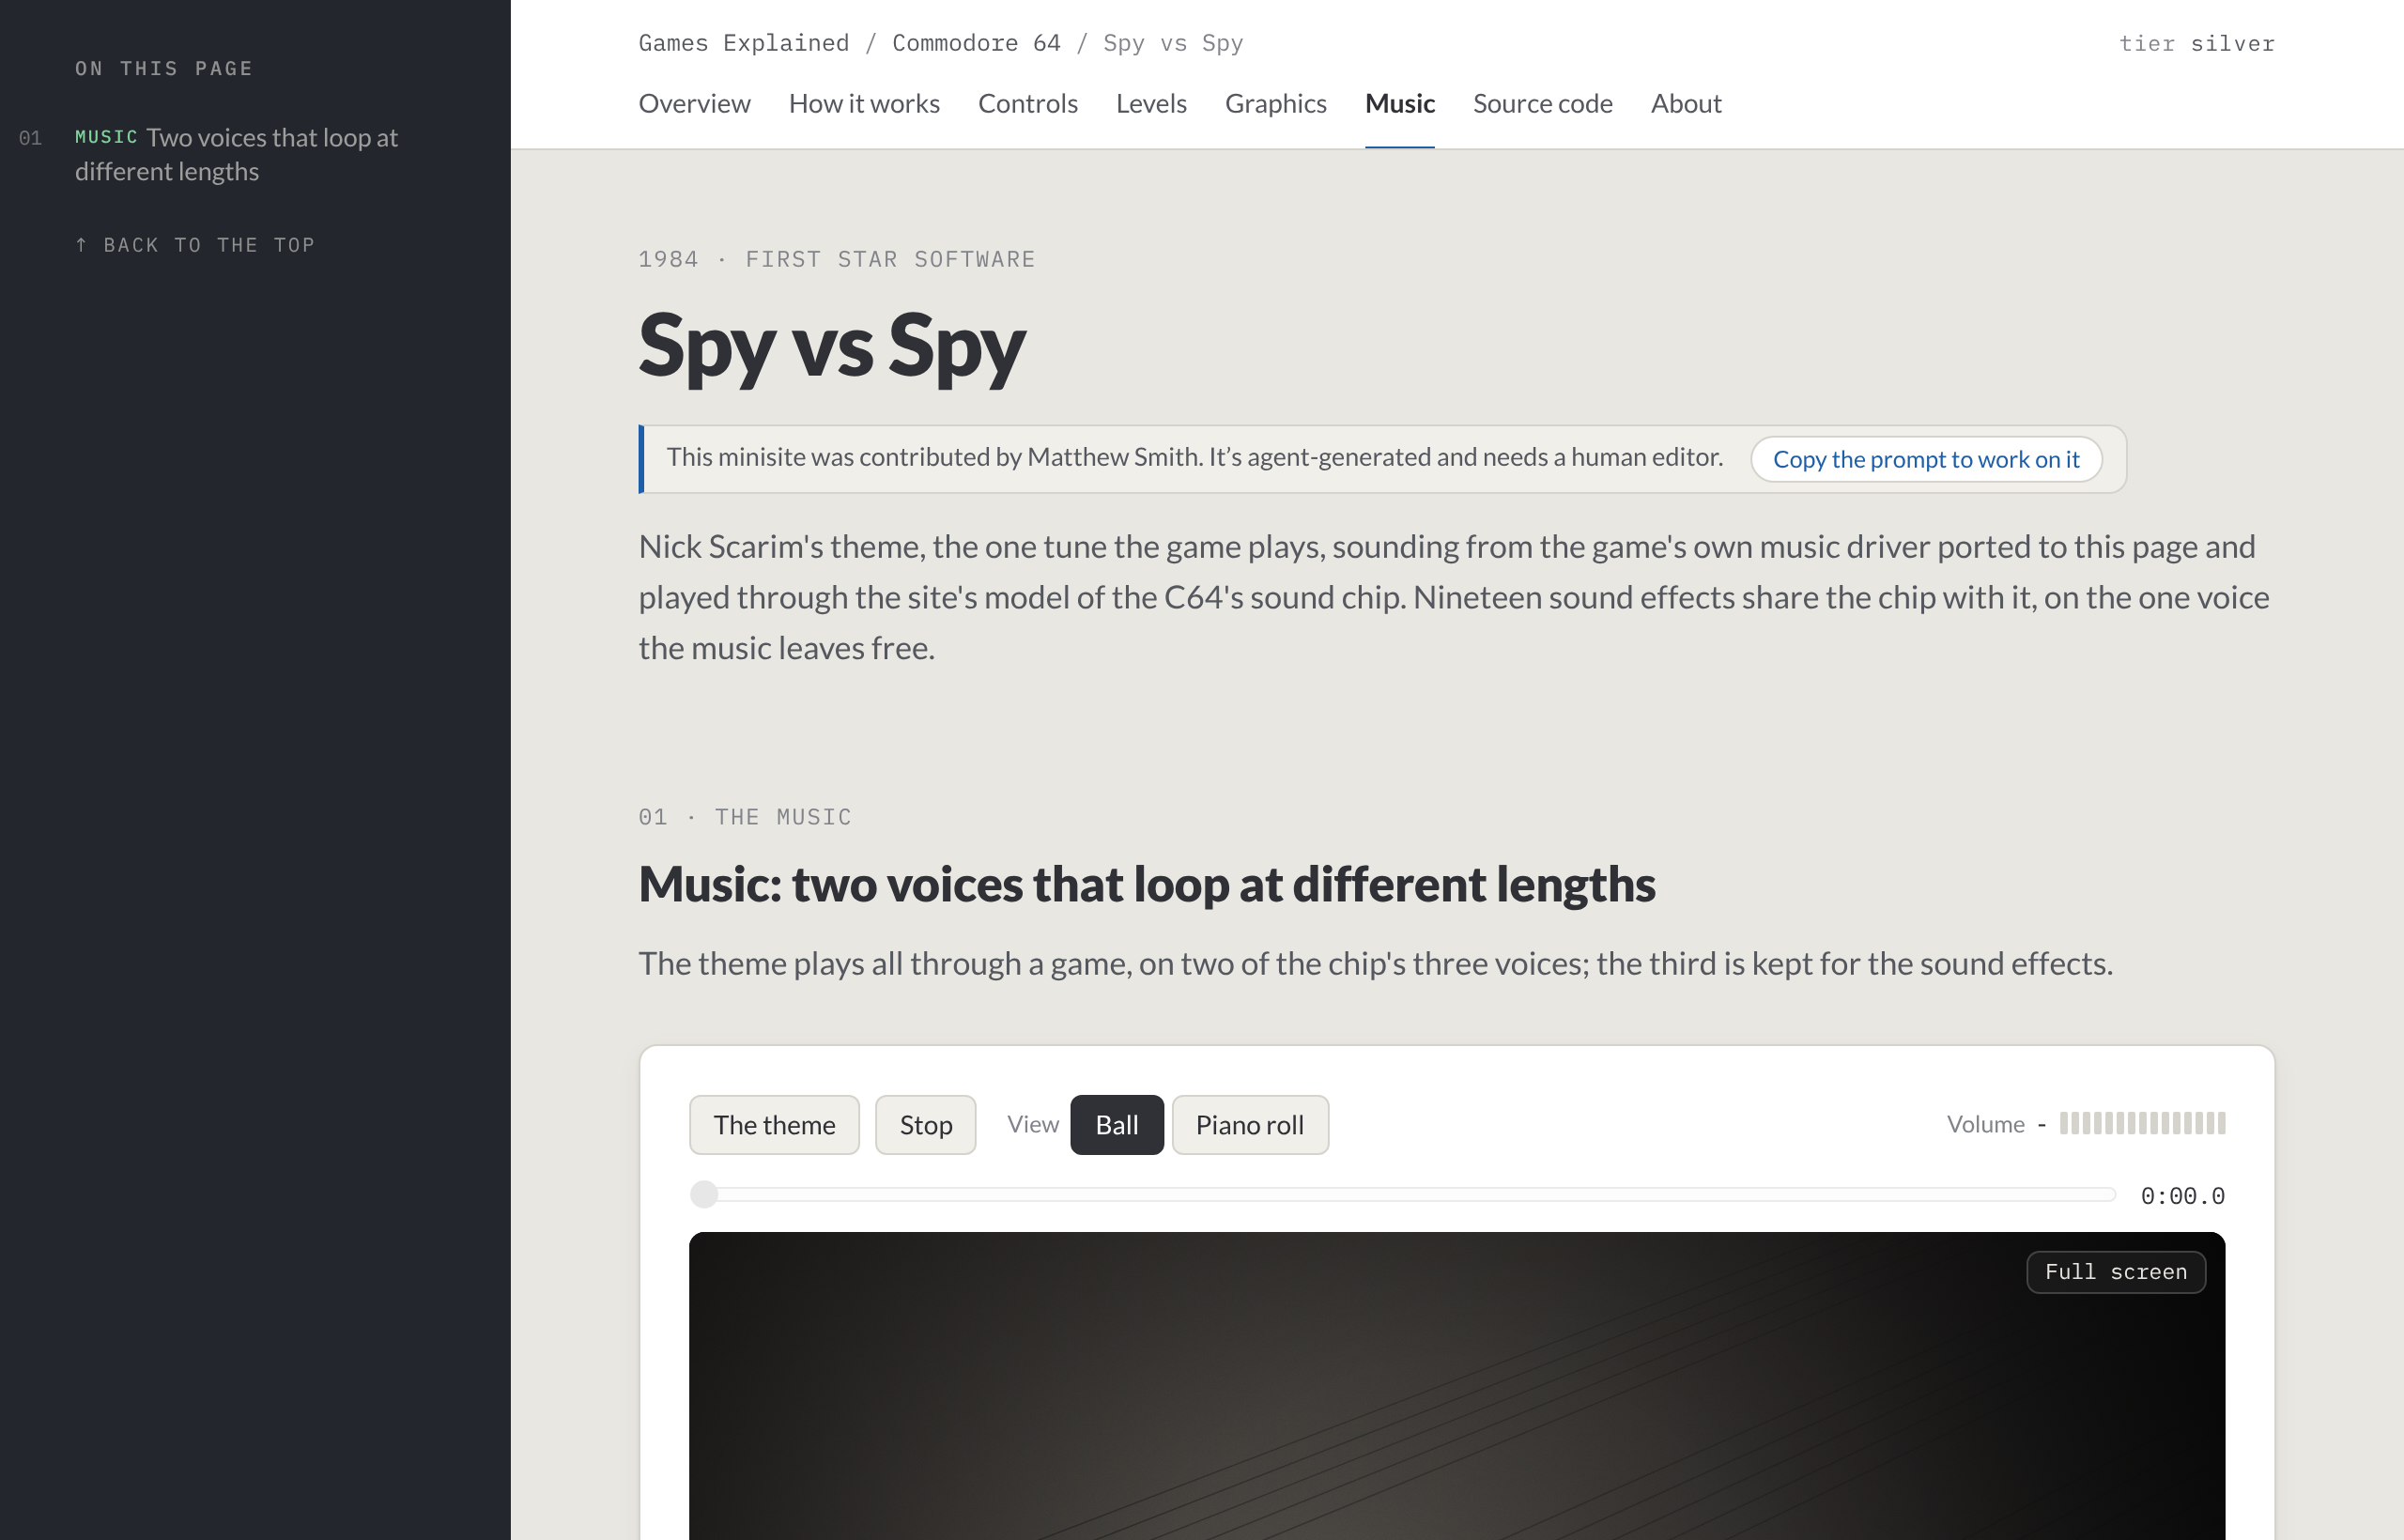 ON THIS PAGE
01 MUSIC Two voices that loop at
different lengths
↑ BACK TO THE TOP
Games Explained / Commodore 64 / Spy vs Spy
tier silver
Overview How it works Controls Levels Graphics Music Source code About
1984 · FIRST STAR SOFTWARE
Spy vs Spy
This minisite was contributed by Matthew Smith. It’s agent-generated and needs a human editor. Copy the prompt to work on it
Nick Scarim's theme, the one tune the game plays, sounding from the game's own music driver ported to this page and
played through the site's model of the C64's sound chip. Nineteen sound effects share the chip with it, on the one voice
the music leaves free.
01 · THE MUSIC
Music: two voices that loop at different lengths
The theme plays all through a game, on two of the chip's three voices; the third is kept for the sound effects.
The theme Stop View Ball Piano roll Volume -
0:00.0
Full screen